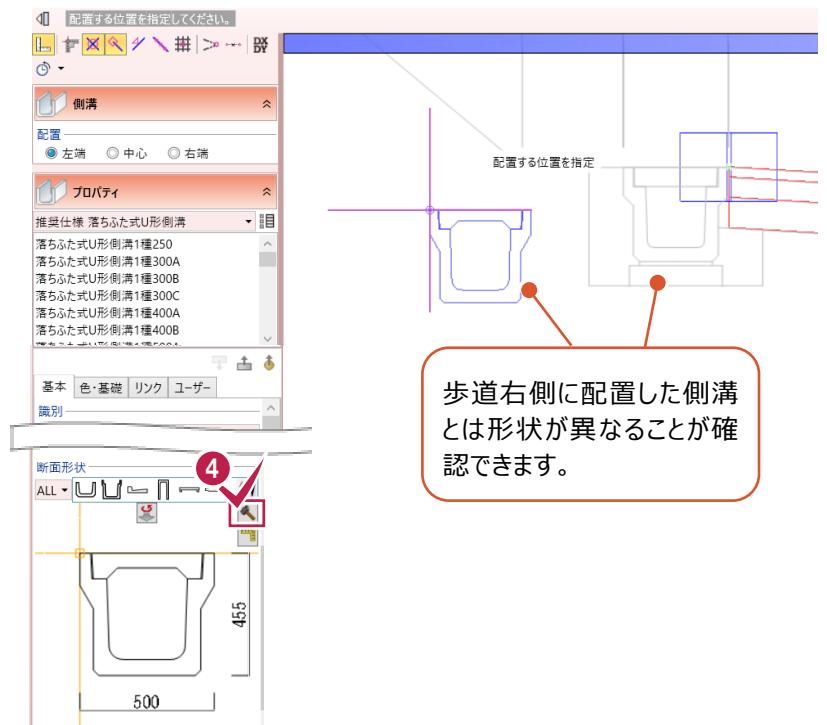 配置する位置を指定してください。
DX
DY
側溝
配置
左端 中心 右端
プロパティ
推奨仕様 落ちふた式U形側溝
落ちふた式U形側溝1種250
落ちふた式U形側溝1種300A
落ちふた式U形側溝1種300B
落ちふた式U形側溝1種300C
落ちふた式U形側溝1種400A
落ちふた式U形側溝1種400B
基本 色・基礎 リンク ユーザー
識別
断面形状
ALL
4
455
500
配置する位置を指定
歩道右側に配置した側溝
とは形状が異なることが確
認できます。